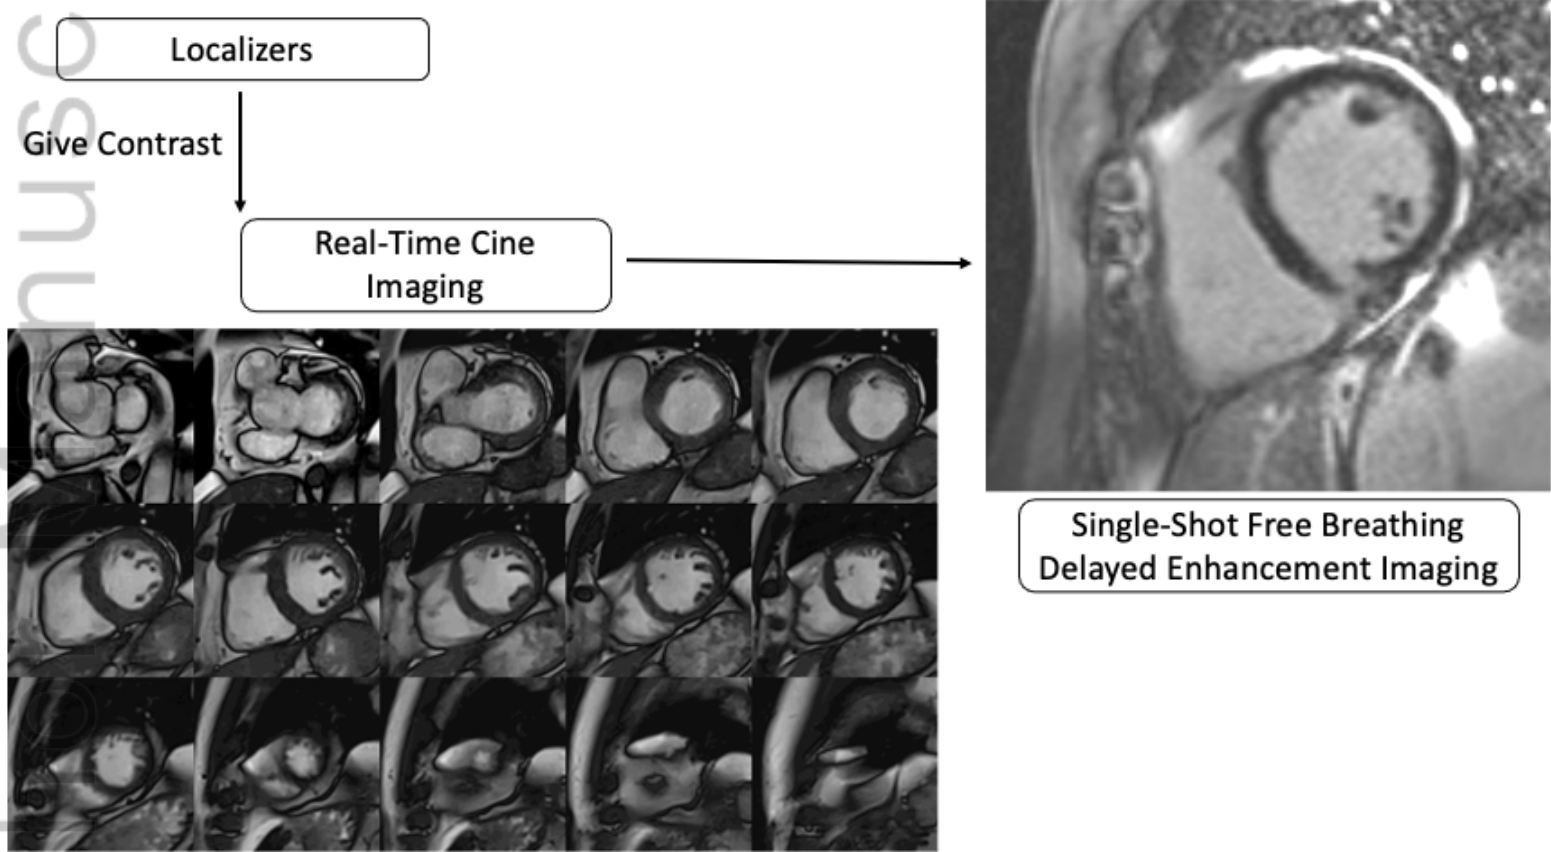 Localizers
Give Contrast
Real-Time Cine
Imaging
Single-Shot Free Breathing
Delayed Enhancement Imaging